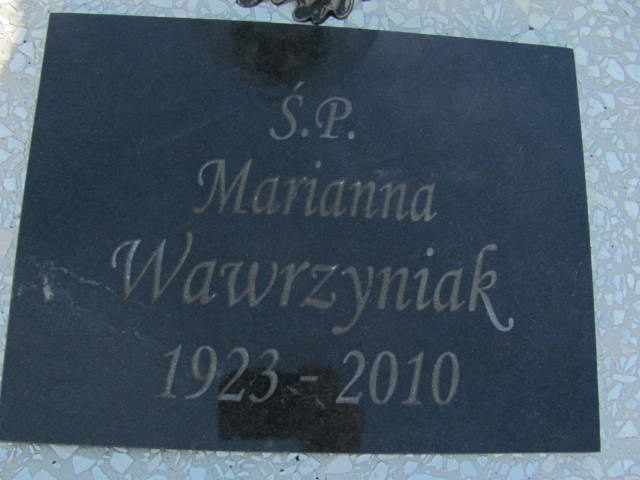 Ś.P.
Marianna
Wawrzyniak
1923 - 2010